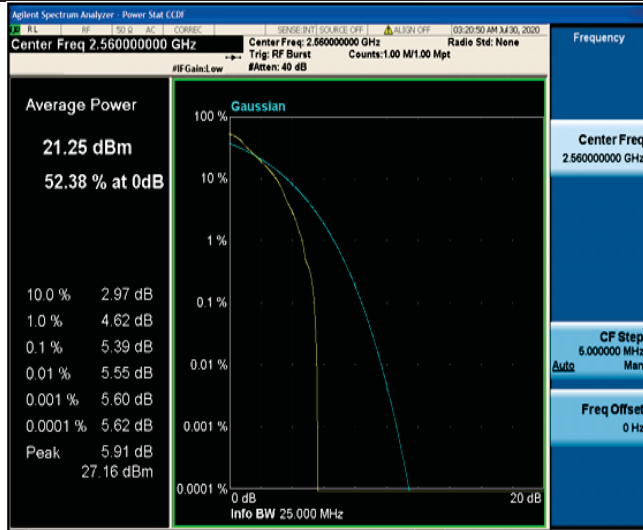 Agilent Spectrum Analyzer - Power Stat CCDF
RL RF 50 Ω AC CORREC SENSE:INT SOURCE OFF ALIGN OFF 03:20:50 AM Jul 30, 2020
Center Freq 2.560000000 GHz
Center Freq: 2.560000000 GHz Radio Std: None
Trig: RF Burst Counts:1.00 M/1.00 Mpt
#IFGain:Low #Atten: 40 dB
Frequency
Average Power
21.25 dBm
52.38 % at 0dB
10.0 % 2.97 dB
1.0 % 4.62 dB
0.1 % 5.39 dB
0.01 % 5.55 dB
0.001 % 5.60 dB
0.0001 % 5.62 dB
Peak 5.91 dB
27.16 dBm
Gaussian
100 %
10 %
1 %
0.1 %
0.01 %
0.001 %
0.0001 %
0 dB 20 dB
Info BW 25.000 MHz
Center Freq
2.560000000 GHz
CF Step
5.000000 MHz
Auto Man
Freq Offset
0 Hz